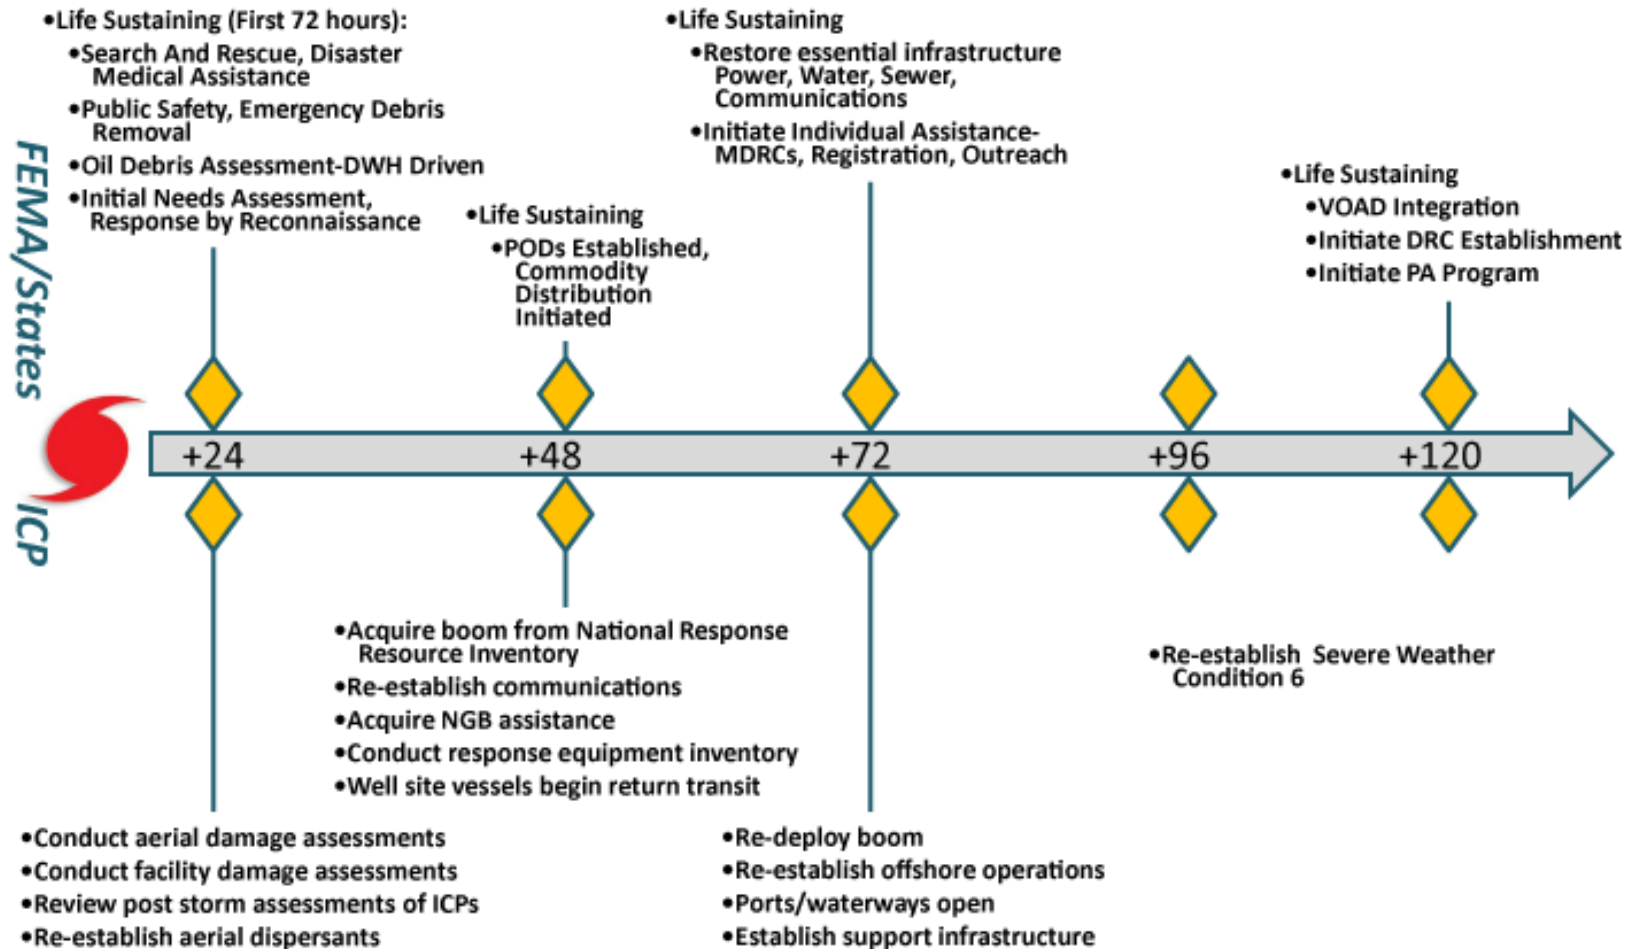 •Life Sustaining (First 72 hours):
•Search And Rescue, Disaster
Medical Assistance
•Public Safety, Emergency Debris
Removal
•Oil Debris Assessment-DWH Driven
•Initial Needs Assessment,
Response by Reconnaissance
•Life Sustaining
•PODs Established,
Commodity
Distribution
Initiated
•Life Sustaining
•Restore essential infrastructure
Power, Water, Sewer,
Communications
•Initiate Individual Assistance-
MDRCs, Registration, Outreach
•Life Sustaining
•VOAD Integration
•Initiate DRC Establishment
•Initiate PA Program
FEMA/States
+24
+48
+72
+96
+120
ICP
•Conduct aerial damage assessments
•Conduct facility damage assessments
•Review post storm assessments of ICPs
•Re-establish aerial dispersants
•Acquire boom from National Response
Resource Inventory
•Re-establish communications
•Acquire NGB assistance
•Conduct response equipment inventory
•Well site vessels begin return transit
•Re-deploy boom
•Re-establish offshore operations
•Ports/waterways open
•Establish support infrastructure
•Re-establish  Severe Weather
Condition 6